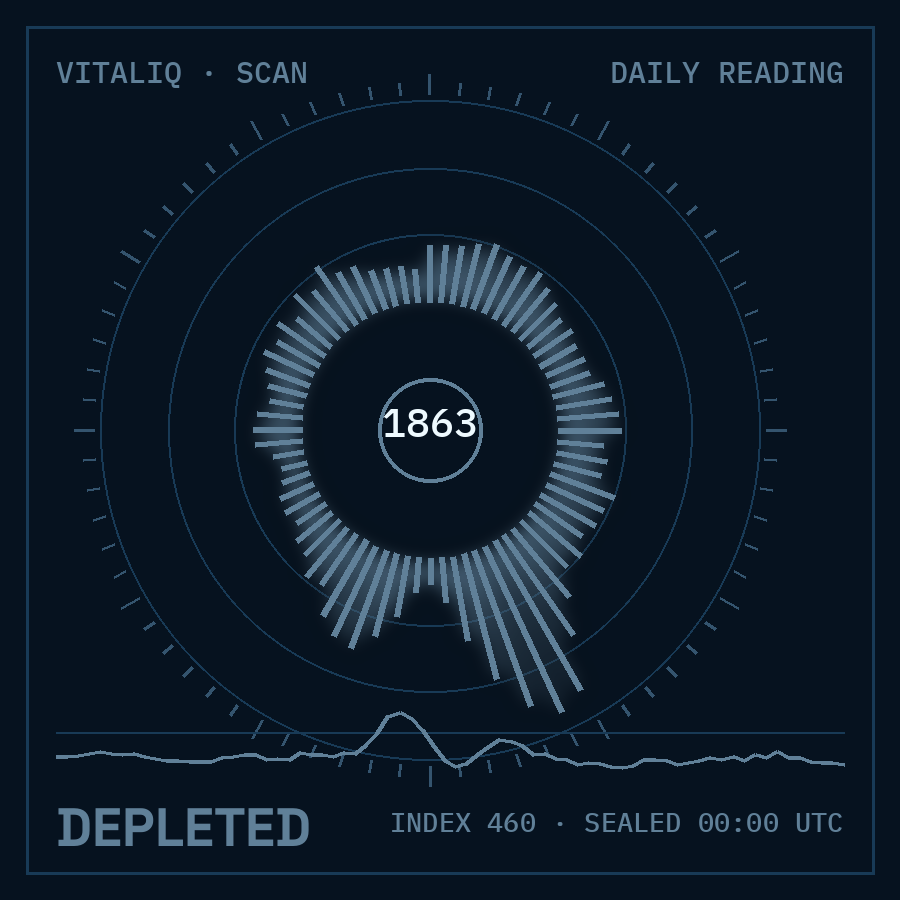 VITALIQ · SCAN
DAILY READING
1863
DEPLETED
INDEX 460 · SEALED 00:00 UTC